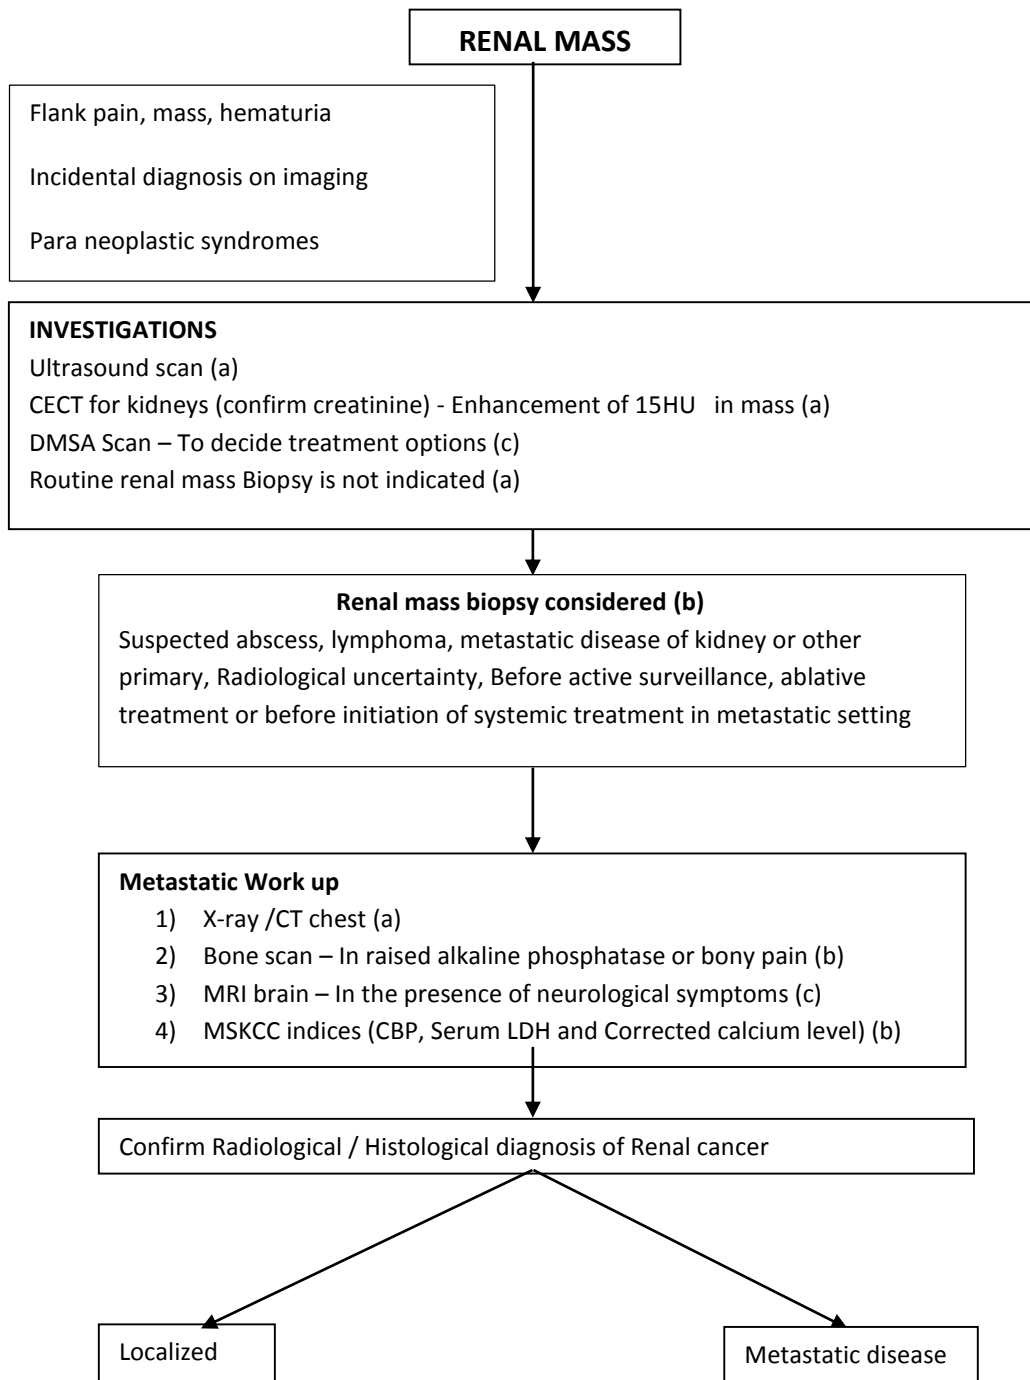 RENAL MASS
Flank pain, mass, hematuria
Incidental diagnosis on imaging
Para neoplastic syndromes
INVESTIGATIONS
Ultrasound scan (a)
CECT for kidneys (confirm creatinine) - Enhancement of 15HU in mass (a)
DMSA Scan – To decide treatment options (c)
Routine renal mass Biopsy is not indicated (a)
Renal mass biopsy considered (b)
Suspected abscess, lymphoma, metastatic disease of kidney or other
primary, Radiological uncertainty, Before active surveillance, ablative
treatment or before initiation of systemic treatment in metastatic setting
Metastatic Work up
1) X-ray /CT chest (a)
2) Bone scan – In raised alkaline phosphatase or bony pain (b)
3) MRI brain – In the presence of neurological symptoms (c)
4) MSKCC indices (CBP, Serum LDH and Corrected calcium level) (b)
Confirm Radiological / Histological diagnosis of Renal cancer
Localized
Metastatic disease